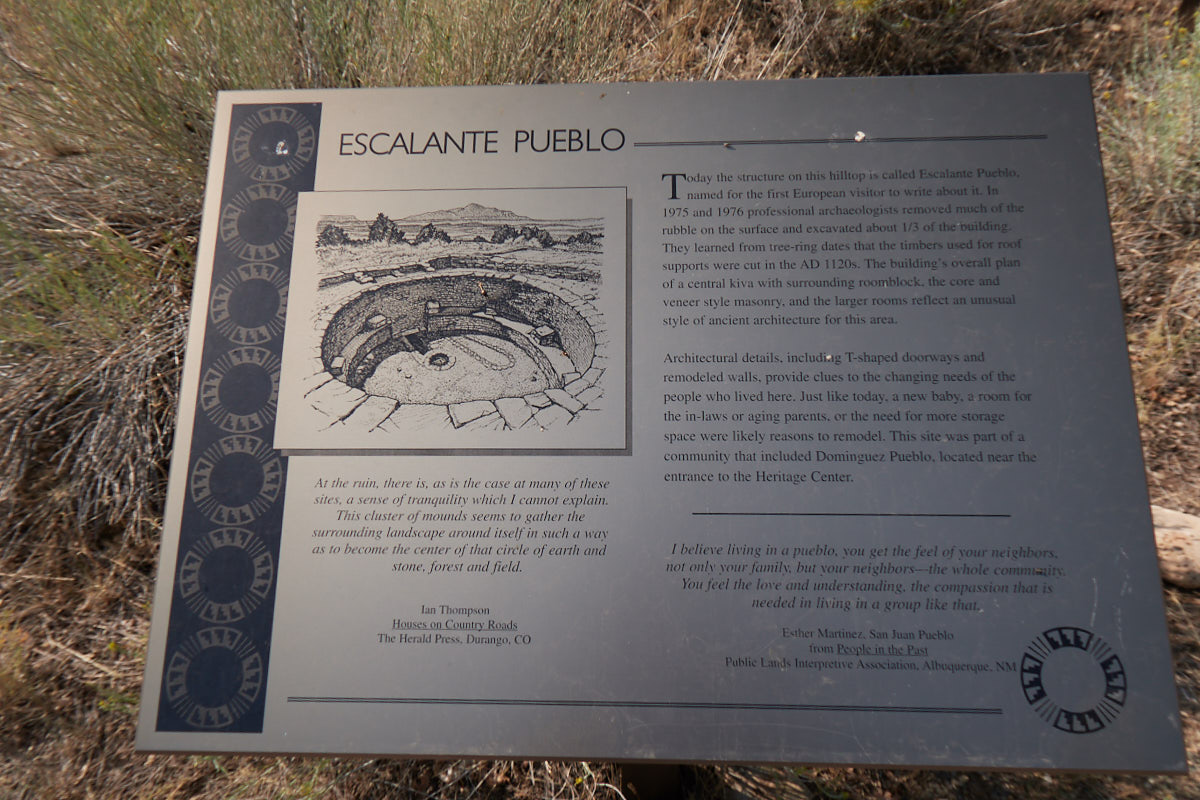 ESCALANTE PUEBLO
Today the structure on this hilltop is called Escalante Pueblo,
named for the first European visitor to write about it. In
1975 and 1976 professional archaeologists removed much of the
rubble on the surface and excavated about 1/3 of the building.
They learned from tree-ring dates that the timbers used for roof
supports were cut in the AD 1120s. The building's overall plan
of a central kiva with surrounding roomblock, the core and
veneer style masonry, and the larger rooms reflect an unusual
style of ancient architecture for this area.
Architectural details, including T-shaped doorways and
remodeled walls, provide clues to the changing needs of the
people who lived here. Just like today, a new baby, a room for
the in-laws or aging parents, or the need for more storage
space were likely reasons to remodel. This site was part of a
community that included Dominguez Pueblo, located near the
entrance to the Heritage Center.
At the ruin, there is, as is the case at many of these
sites, a sense of tranquility which I cannot explain.
This cluster of mounds seems to gather the
surrounding landscape around itself in such a way
as to become the center of that circle of earth and
stone, forest and field.
Ian Thompson
Houses on Country Roads
The Herald Press, Durango, CO
I believe living in a pueblo, you get the feel of your neighbors,
not only your family, but your neighbors—the whole community.
You feel the love and understanding, the compassion that is
needed in living in a group like that.
Esther Martinez, San Juan Pueblo
from People in the Past
Public Lands Interpretive Association, Albuquerque, NM